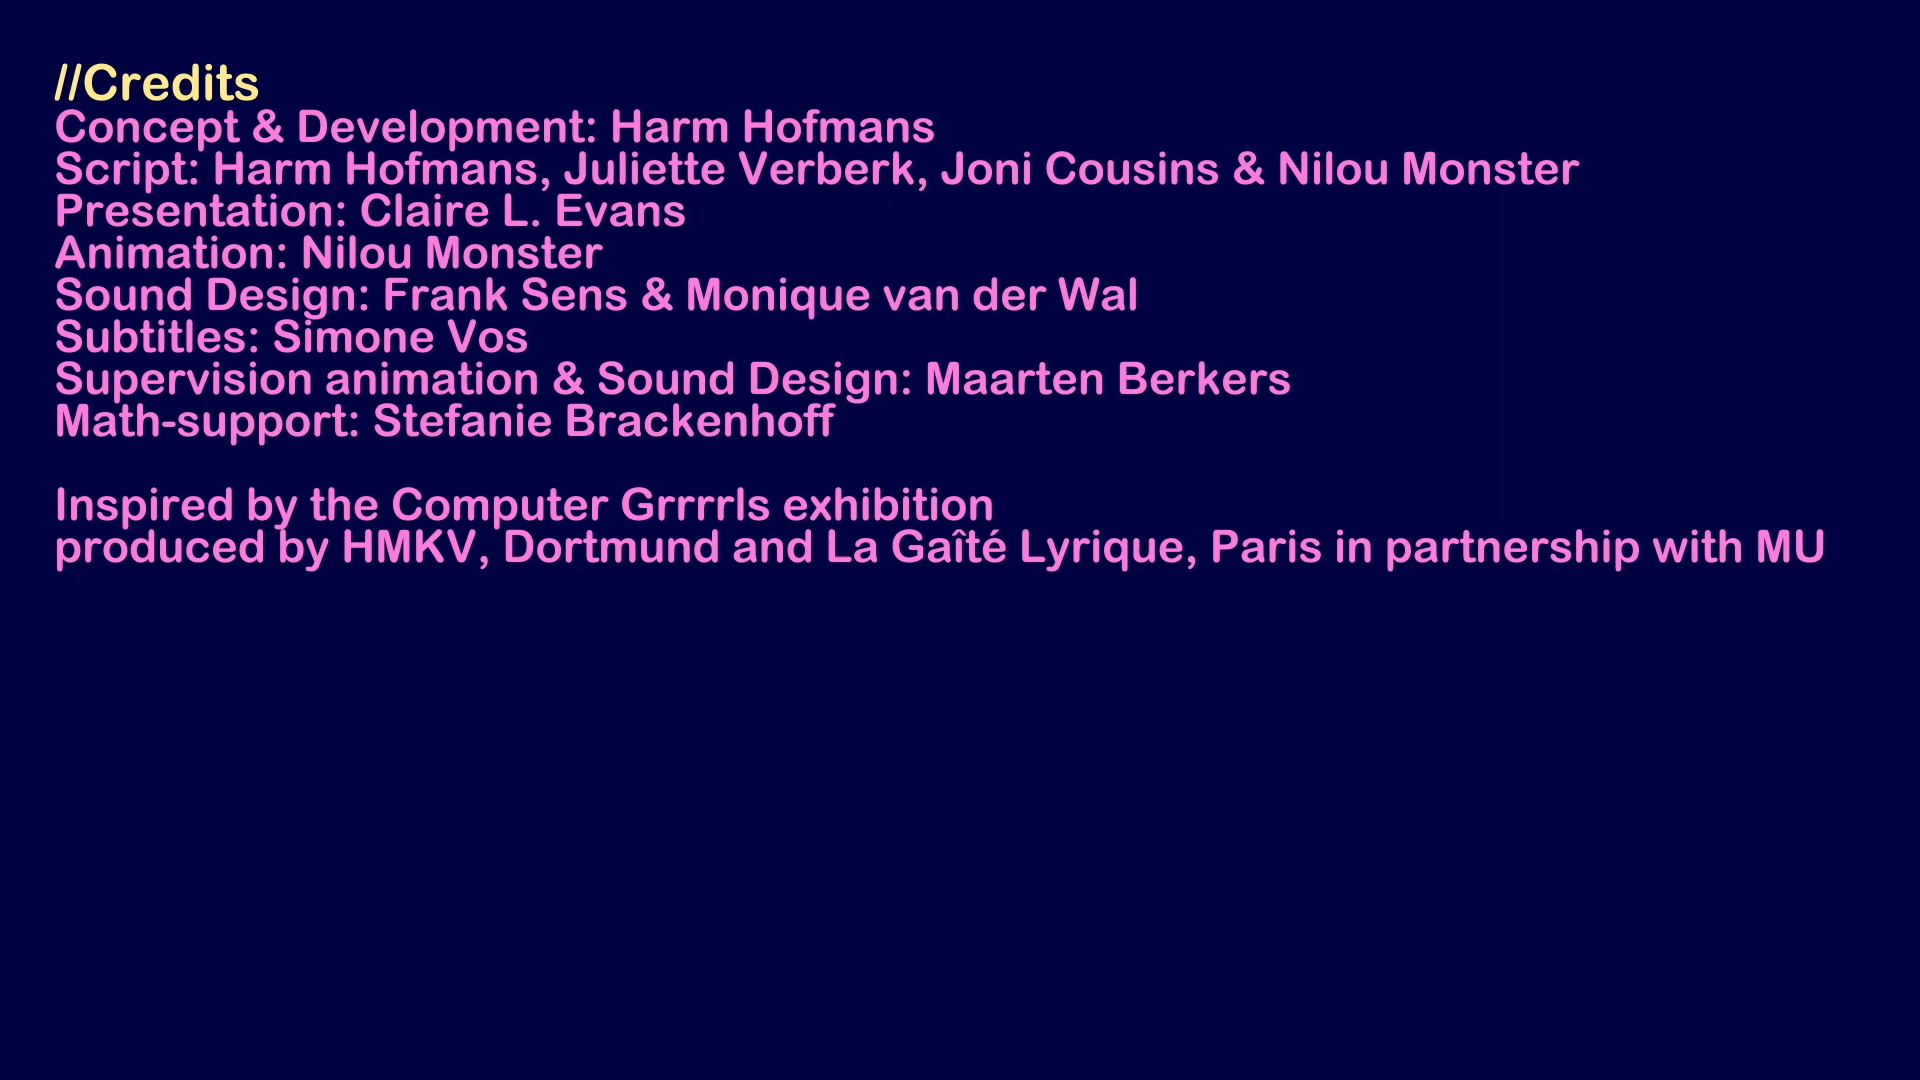 //Credits
Concept & Development: Harm Hofmans
Script: Harm Hofmans, Juliette Verberk, Joni Cousins & Nilou Monster
Presentation: Claire L. Evans
Animation: Nilou Monster
Sound Design: Frank Sens & Monique van der Wal
Subtitles: Simone Vos
Supervision animation & Sound Design: Maarten Berkers
Math-support: Stefanie Brackenhoff
Inspired by the Computer Grrrrls exhibition
produced by HMKV, Dortmund and La Gaîté Lyrique, Paris in partnership with MU